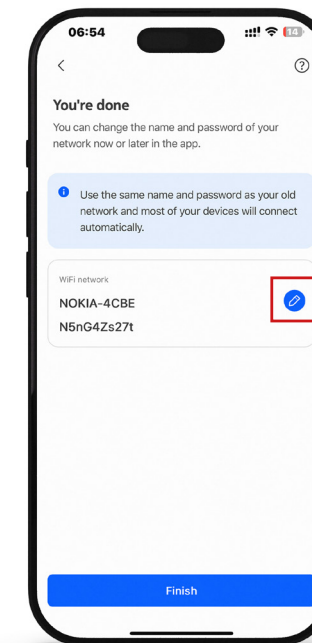 06:54
14
?
You're done
You can change the name and password of your
network now or later in the app.
Use the same name and password as your old
network and most of your devices will connect
automatically.
WiFi network
NOKIA-4CBE
N5nG4Zs27t
Finish